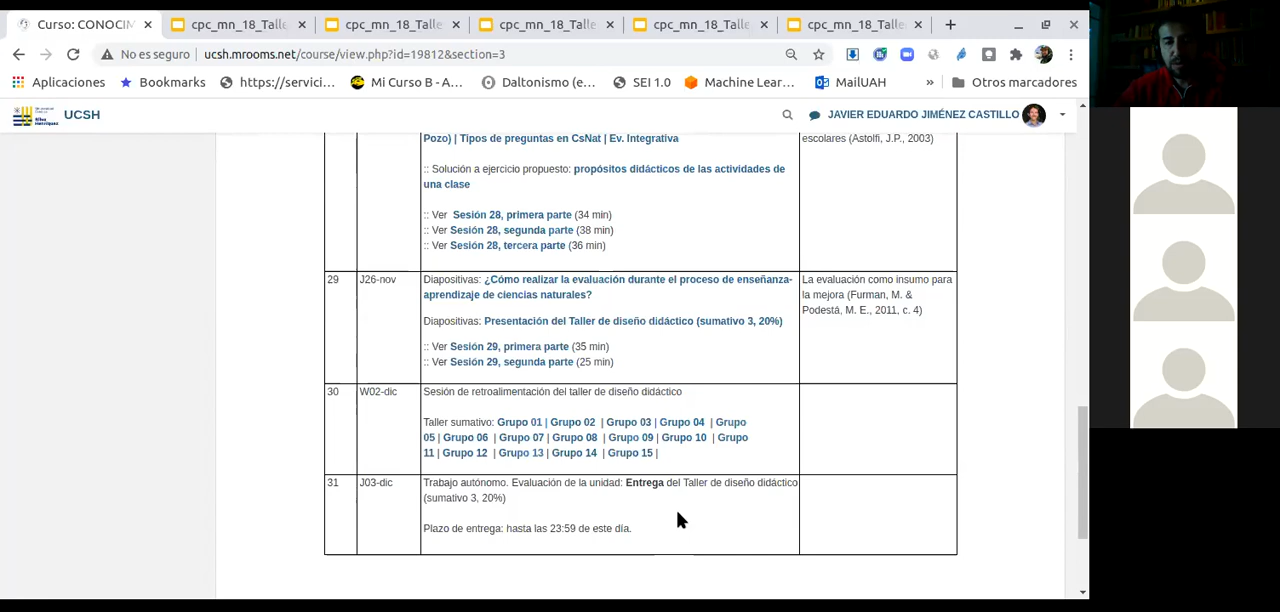 Curso: CONOCIM
cpc_mn_18_Talle
cpc_mn_18_Talle
cpc_mn_18_Talle
cpc_mn_18_Talle
cpc_mn_18_Talle
No es seguro | ucsh.mrooms.net/course/view.php?id=19812&section=3
Aplicaciones
Bookmarks
https://servici...
Mi Curso B - A...
Daltonismo (e...
SEI 1.0
Machine Lear...
MailUAH
»
Otros marcadores
UCSH
JAVIER EDUARDO JIMÉNEZ CASTILLO
Pozo) | Tipos de preguntas en CsNat | Ev. Integrativa
escolares (Astolfi, J.P., 2003)
:: Solución a ejercicio propuesto: propósitos didácticos de las actividades de
una clase
:: Ver Sesión 28, primera parte (34 min)
:: Ver Sesión 28, segunda parte (38 min)
:: Ver Sesión 28, tercera parte (36 min)
29
J26-nov
Diapositivas: ¿Cómo realizar la evaluación durante el proceso de enseñanza-
aprendizaje de ciencias naturales?
Diapositivas: Presentación del Taller de diseño didáctico (sumativo 3, 20%)
:: Ver Sesión 29, primera parte (35 min)
:: Ver Sesión 29, segunda parte (25 min)
La evaluación como insumo para
la mejora (Furman, M. &
Podestá, M. E., 2011, c. 4)
30
W02-dic
Sesión de retroalimentación del taller de diseño didáctico
Taller sumativo: Grupo 01 | Grupo 02 | Grupo 03 | Grupo 04 | Grupo
05 | Grupo 06 | Grupo 07 | Grupo 08 | Grupo 09 | Grupo 10 | Grupo
11 | Grupo 12 | Grupo 13 | Grupo 14 | Grupo 15 |
31
J03-dic
Trabajo autónomo. Evaluación de la unidad: Entrega del Taller de diseño didáctico
(sumativo 3, 20%)
Plazo de entrega: hasta las 23:59 de este día.